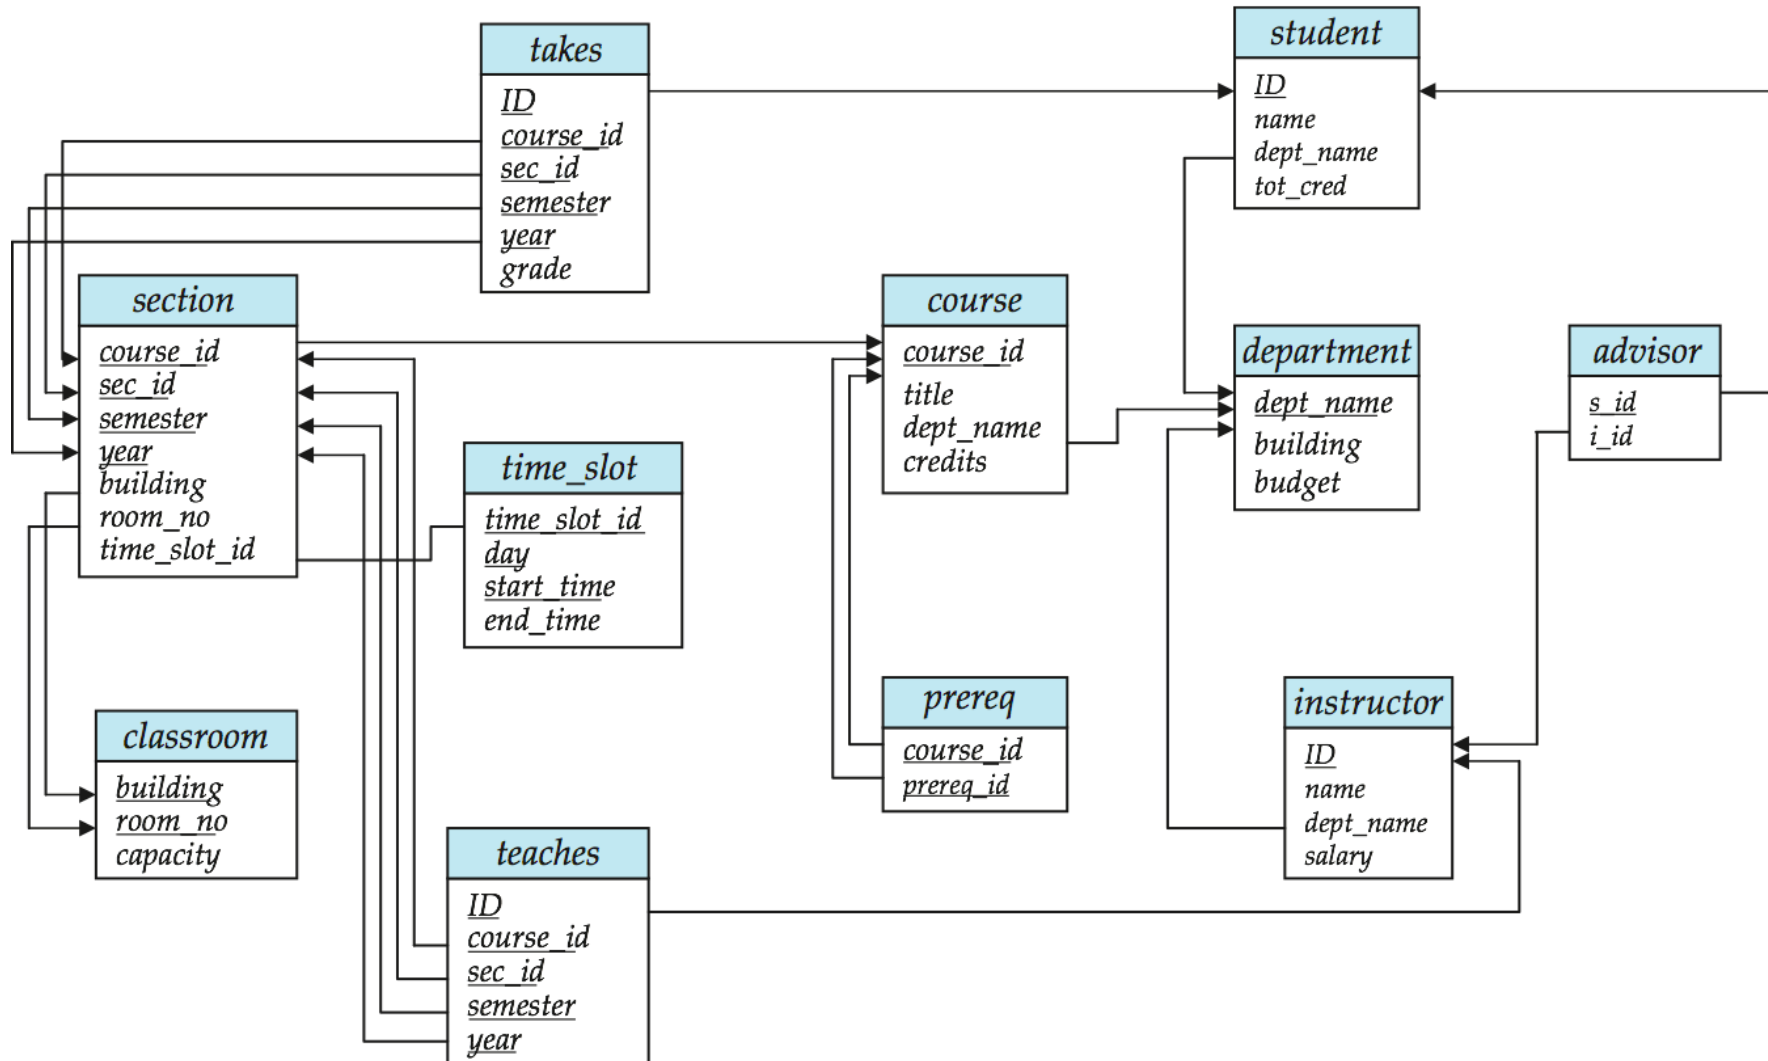 takes
ID
course_id
sec_id
semester
year
grade
student
ID
name
dept_name
tot_cred
section
course_id
sec_id
semester
year
building
room_no
time_slot_id
course
course_id
title
dept_name
credits
department
dept_name
building
budget
advisor
s_id
i_id
time_slot
time_slot_id
day
start_time
end_time
prereq
course_id
prereq_id
instructor
ID
name
dept_name
salary
classroom
building
room_no
capacity
teaches
ID
course_id
sec_id
semester
year